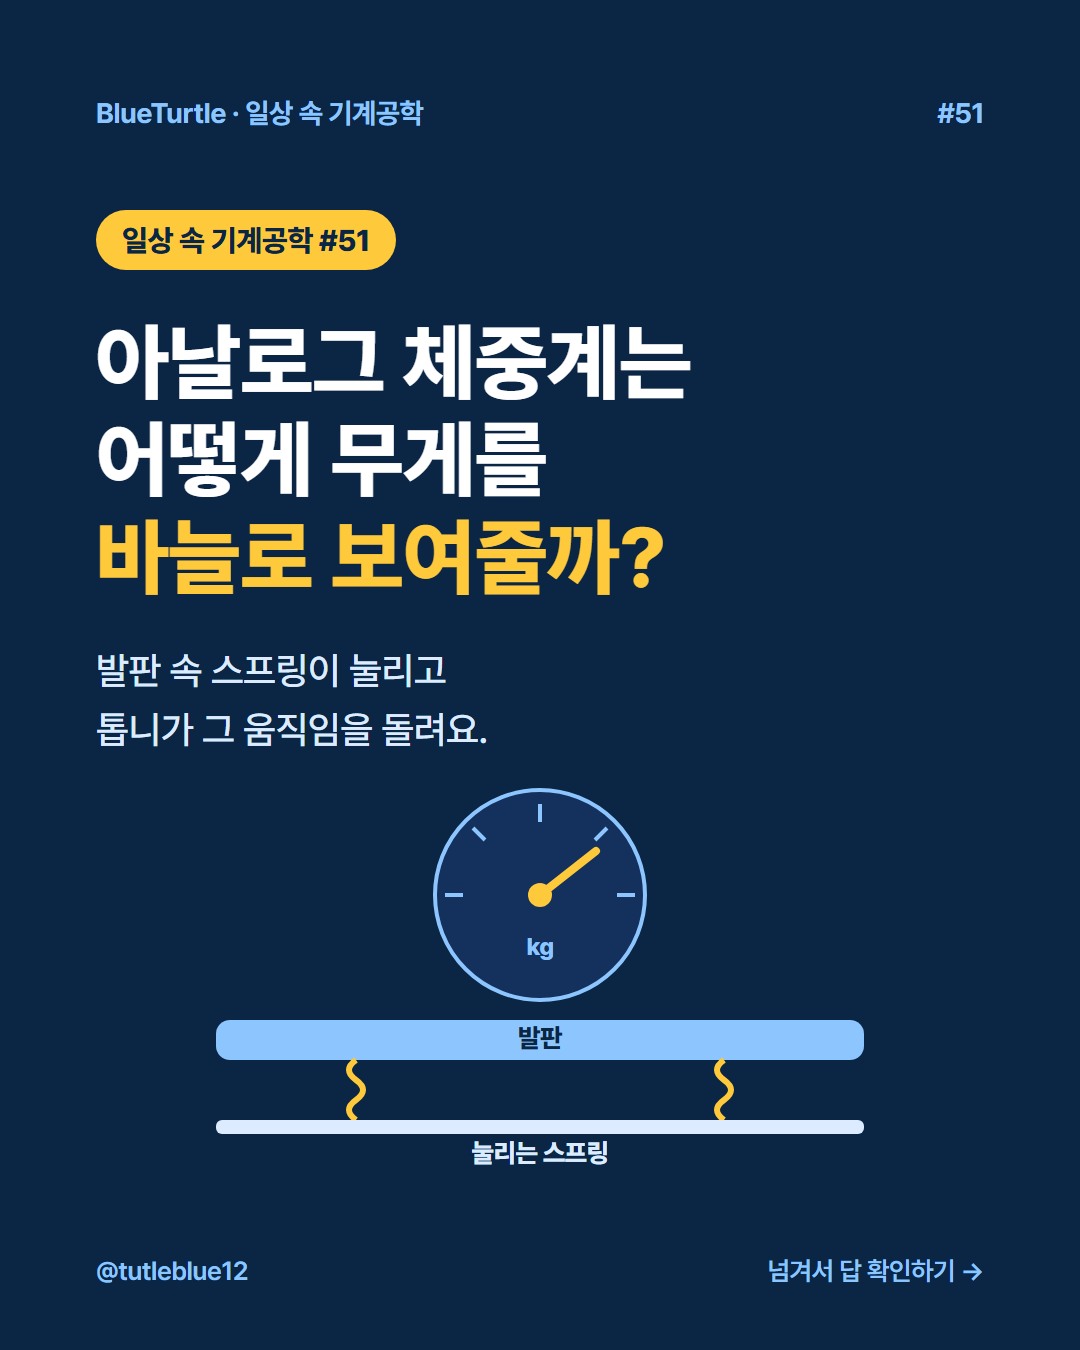 BlueTurtle · 일상 속 기계공학
#51
일상 속 기계공학 #51
아날로그 체중계는
어떻게 무게를
바늘로 보여줄까?
발판 속 스프링이 눌리고
톱니가 그 움직임을 돌려요.
kg
발판
눌리는 스프링
@tutleblue12
넘겨서 답 확인하기 →